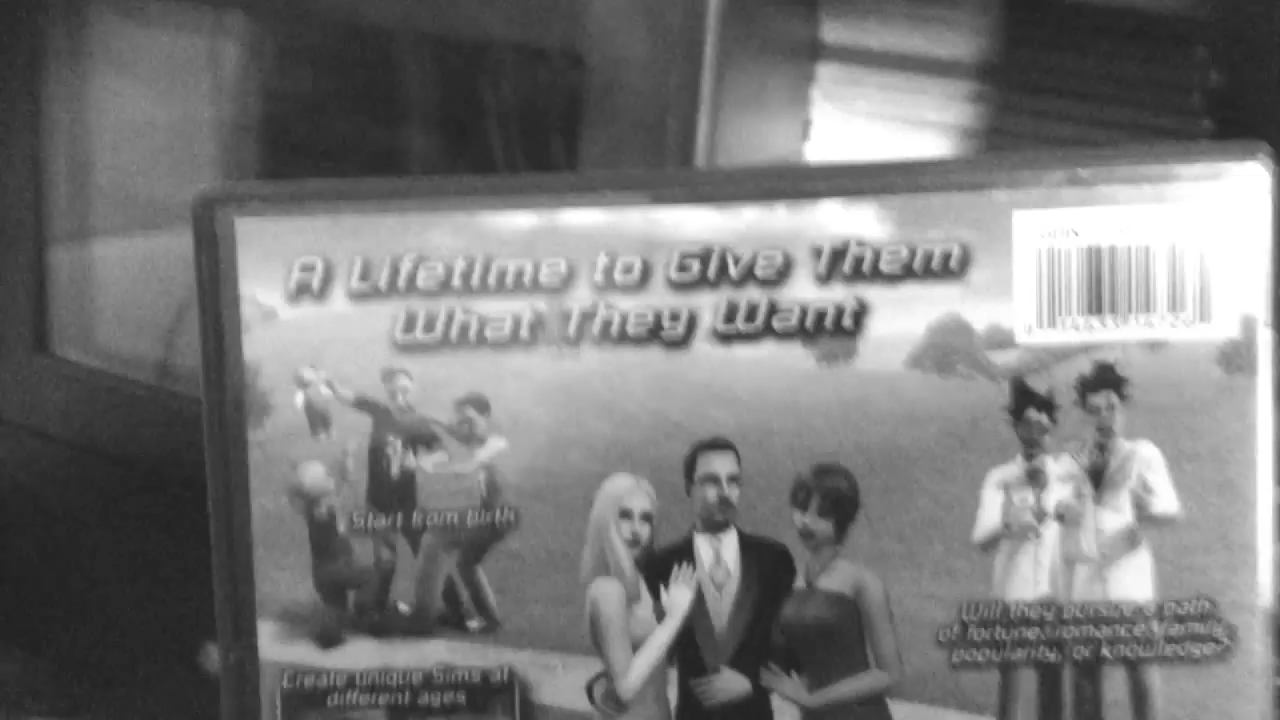 A Lifetime to Give Them
What They Want
Start from birth
Will they pursue a path
of fortune, romance, family,
popularity, or knowledge?
Create unique Sims at
different ages